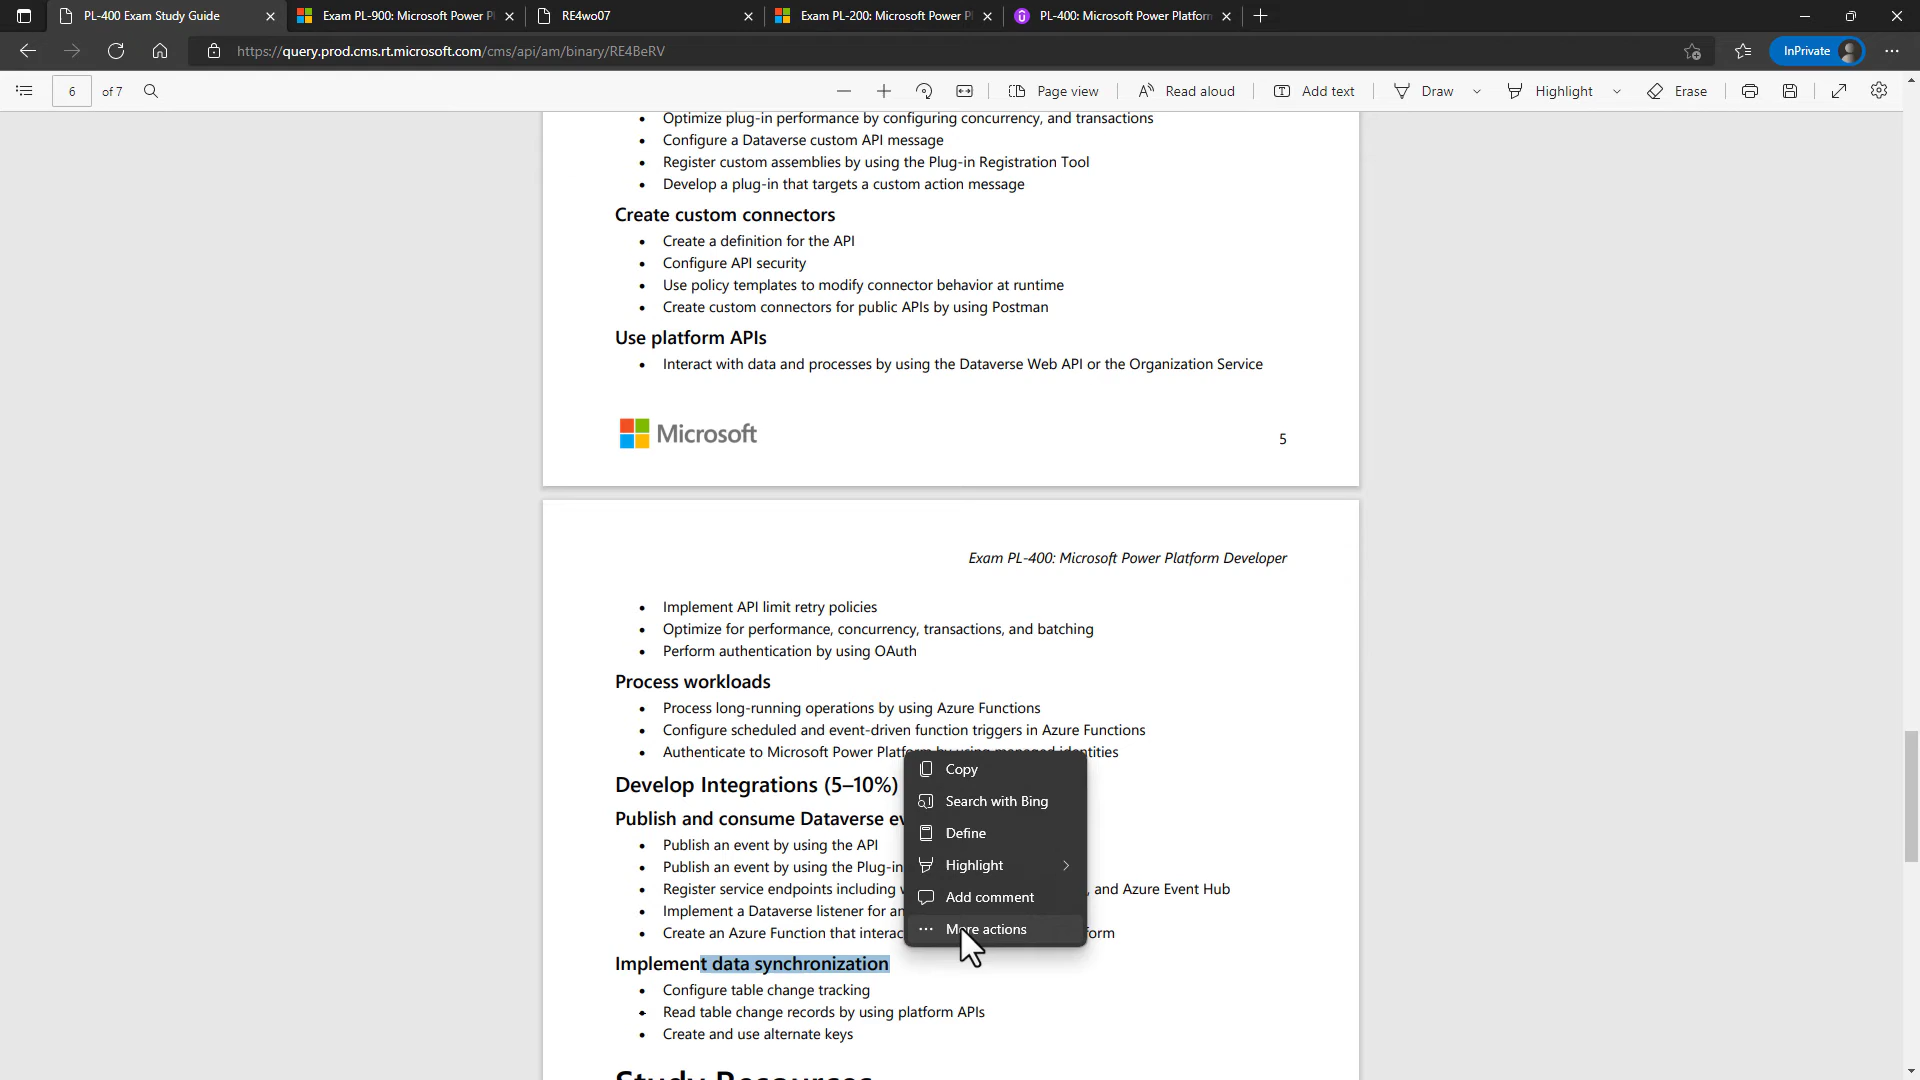 PL-400 Exam Study Guide
Exam PL-900: Microsoft Power P
RE4wo07
Exam PL-200: Microsoft Power P
PL-400: Microsoft Power Platform
https://query.prod.cms.rt.microsoft.com/cms/api/am/binary/RE4BeRV
InPrivate
6 of 7
Page view
Read aloud
Add text
Draw
Highlight
Erase
• Optimize plug-in performance by configuring concurrency, and transactions
• Configure a Dataverse custom API message
• Register custom assemblies by using the Plug-in Registration Tool
• Develop a plug-in that targets a custom action message
Create custom connectors
• Create a definition for the API
• Configure API security
• Use policy templates to modify connector behavior at runtime
• Create custom connectors for public APIs by using Postman
Use platform APIs
• Interact with data and processes by using the Dataverse Web API or the Organization Service
Microsoft
5
Exam PL-400: Microsoft Power Platform Developer
• Implement API limit retry policies
• Optimize for performance, concurrency, transactions, and batching
• Perform authentication by using OAuth
Process workloads
• Process long-running operations by using Azure Functions
• Configure scheduled and event-driven function triggers in Azure Functions
• Authenticate to Microsoft Power Platform by using managed identities
Develop Integrations (5–10%)
Publish and consume Dataverse ev
• Publish an event by using the API
• Publish an event by using the Plug-in
• Register service endpoints including , and Azure Event Hub
• Implement a Dataverse listener for an
• Create an Azure Function that interac form
Copy
Search with Bing
Define
Highlight
Add comment
More actions
Implement data synchronization
• Configure table change tracking
• Read table change records by using platform APIs
• Create and use alternate keys
Study Resources